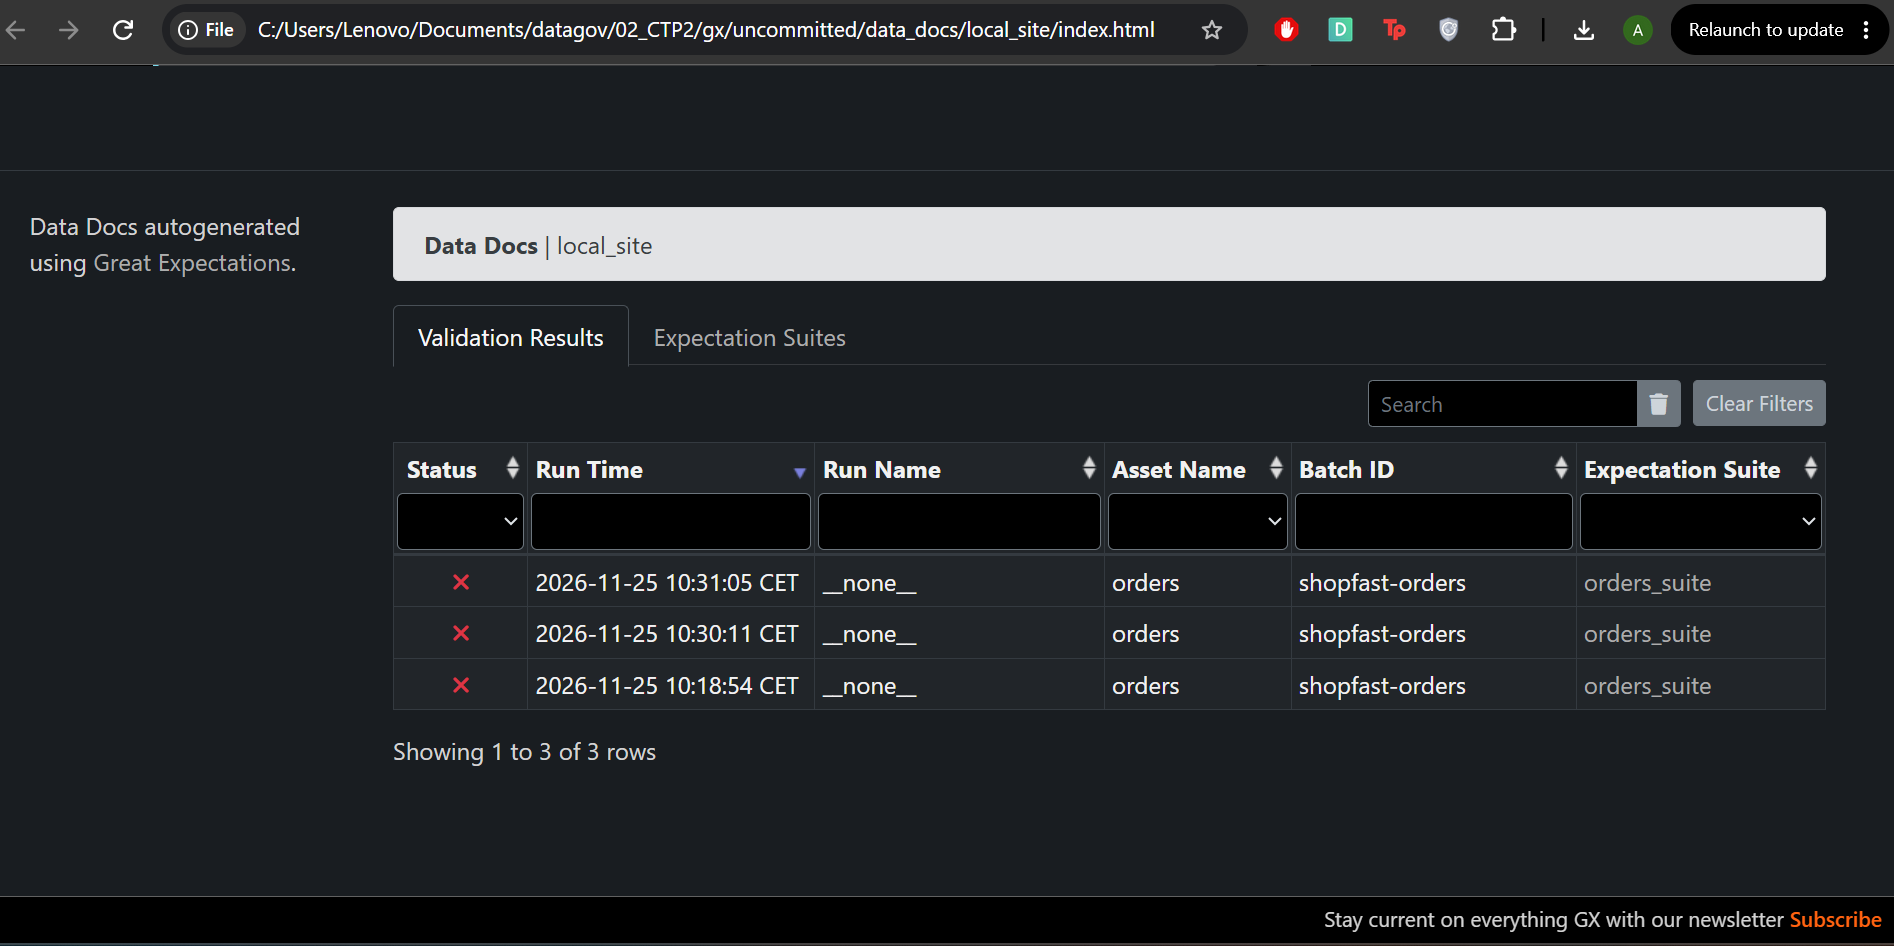 File C:/Users/Lenovo/Documents/datagov/02_CTP2/gx/uncommitted/data_docs/local_site/index.html D Tp A Relaunch to update
Data Docs autogenerated
using Great Expectations.
Data Docs | local_site
Validation Results Expectation Suites
Search Clear Filters
Status Run Time Run Name Asset Name Batch ID Expectation Suite
2026-11-25 10:31:05 CET __none__ orders shopfast-orders orders_suite
2026-11-25 10:30:11 CET __none__ orders shopfast-orders orders_suite
2026-11-25 10:18:54 CET __none__ orders shopfast-orders orders_suite
Showing 1 to 3 of 3 rows
Stay current on everything GX with our newsletter Subscribe